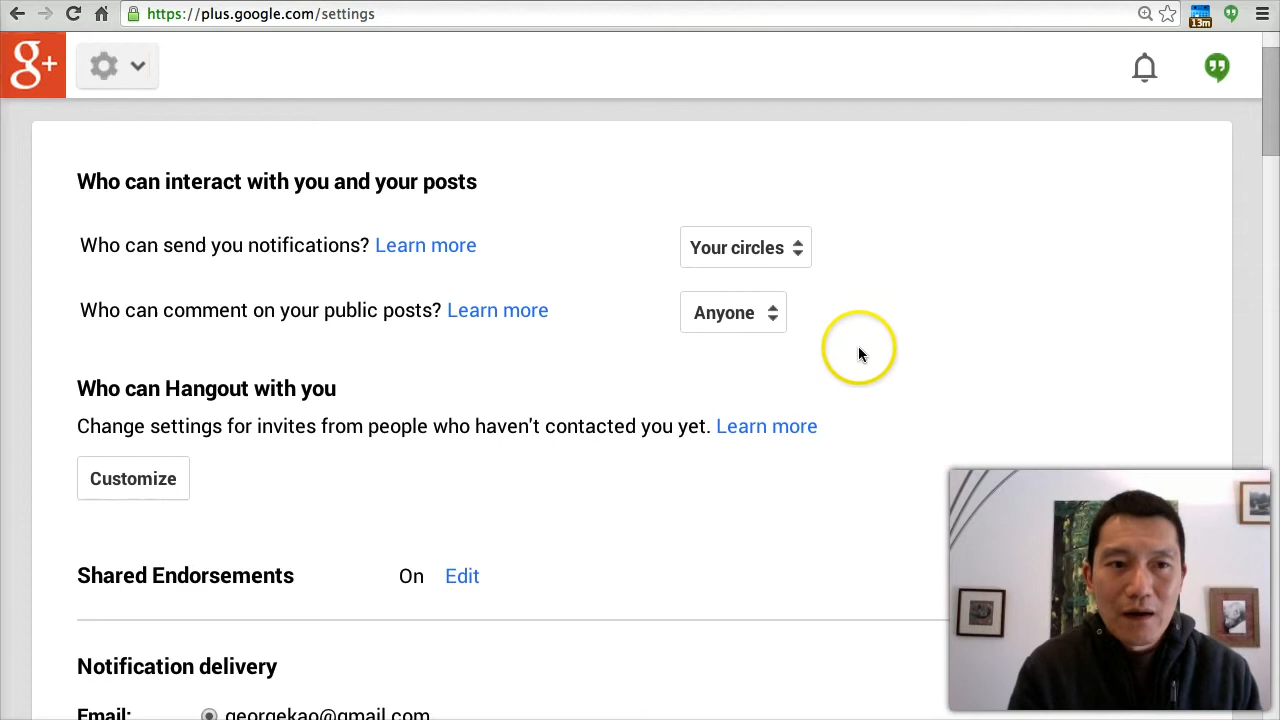 https://plus.google.com/settings
13m
g+
Who can interact with you and your posts
Who can send you notifications? Learn more Your circles
Who can comment on your public posts? Learn more Anyone
Who can Hangout with you
Change settings for invites from people who haven't contacted you yet. Learn more
Customize
Shared Endorsements On Edit
Notification delivery
Email: georgekao@gmail.com